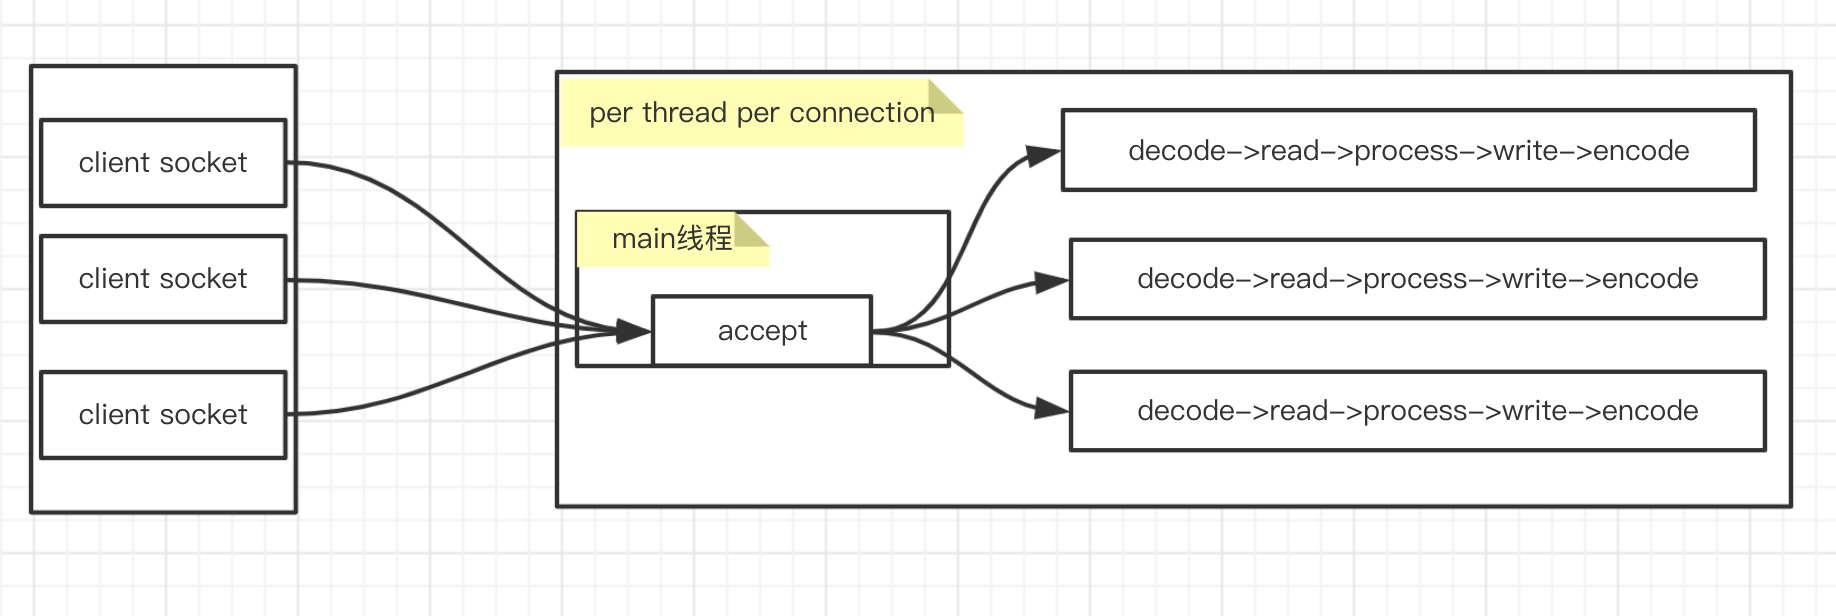 client socket
client socket
client socket
per thread per connection
main线程
accept
decode->read->process->write->encode
decode->read->process->write->encode
decode->read->process->write->encode